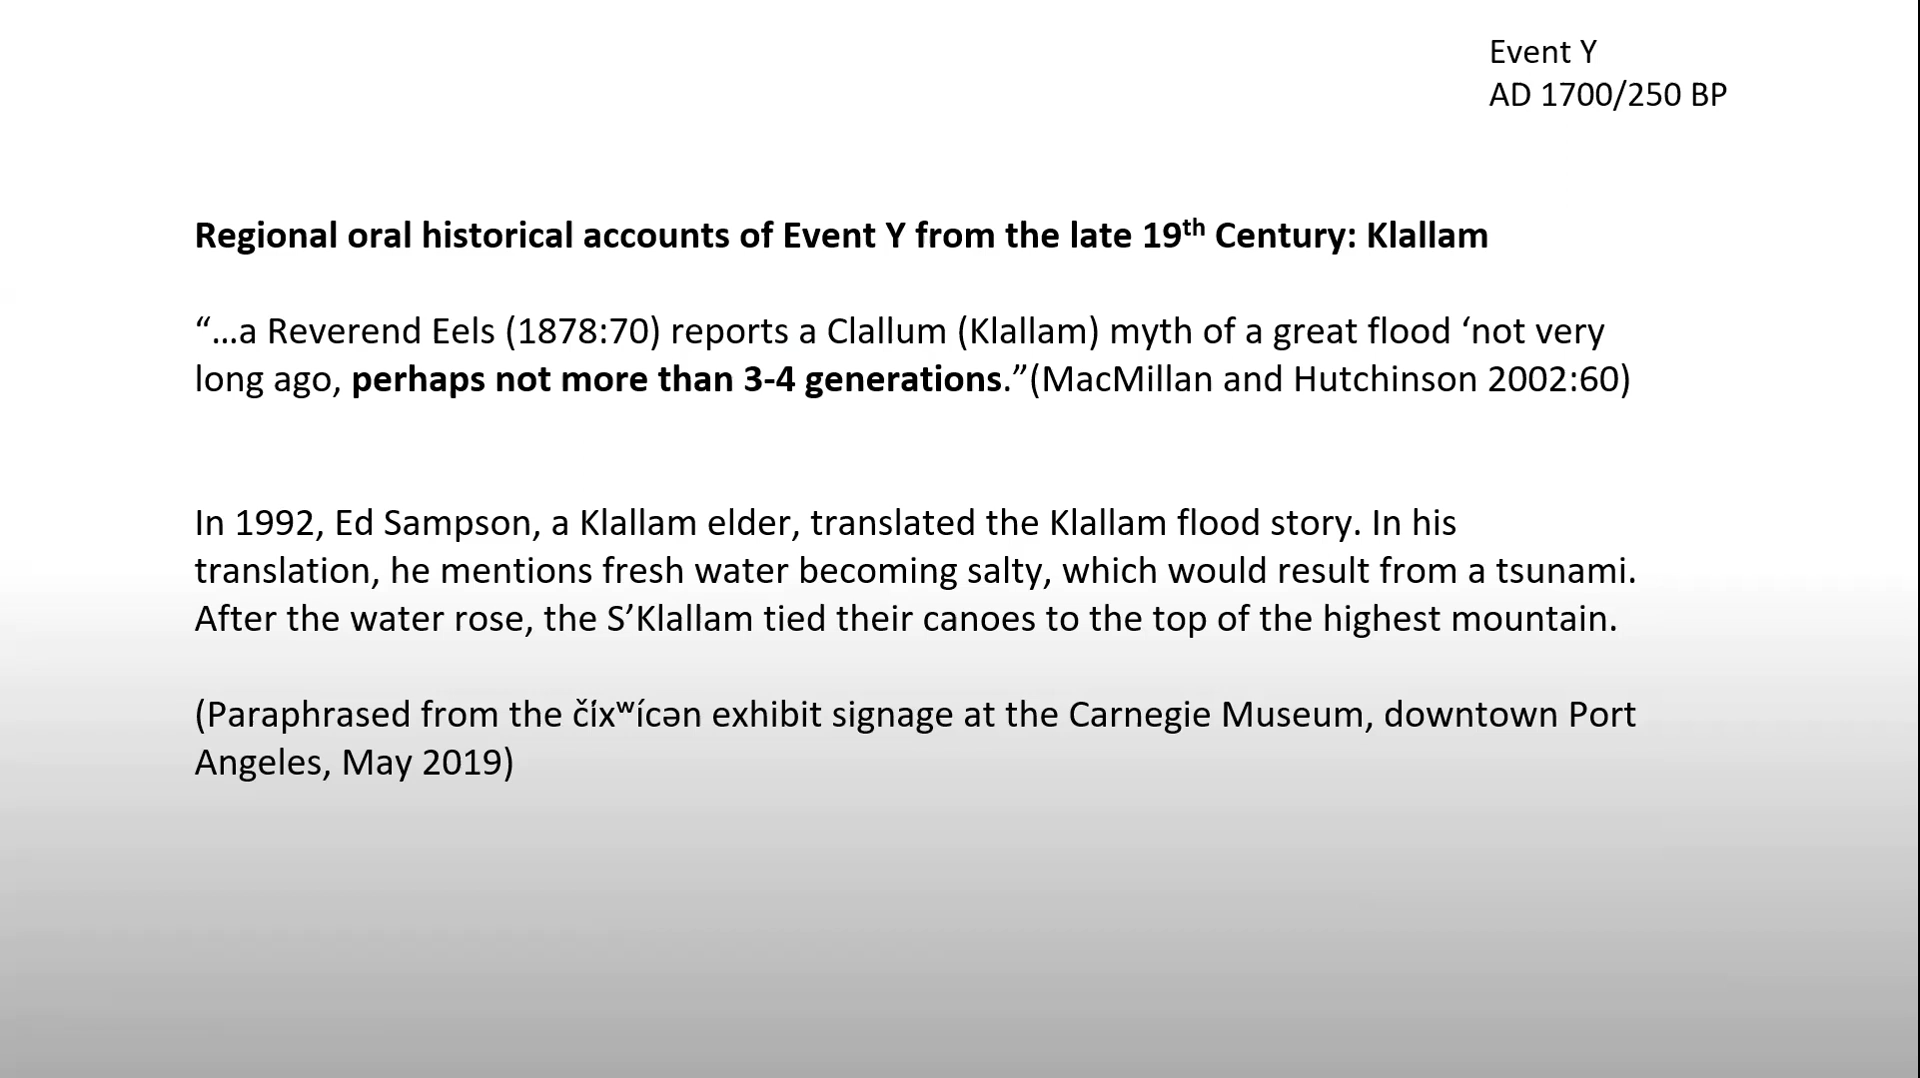 Event Y
AD 1700/250 BP
Regional oral historical accounts of Event Y from the late 19th Century: Klallam
“…a Reverend Eels (1878:70) reports a Clallum (Klallam) myth of a great flood ‘not very
long ago, perhaps not more than 3-4 generations.”(MacMillan and Hutchinson 2002:60)
In 1992, Ed Sampson, a Klallam elder, translated the Klallam flood story. In his
translation, he mentions fresh water becoming salty, which would result from a tsunami.
After the water rose, the S’Klallam tied their canoes to the top of the highest mountain.
(Paraphrased from the číxʷícən exhibit signage at the Carnegie Museum, downtown Port
Angeles, May 2019)